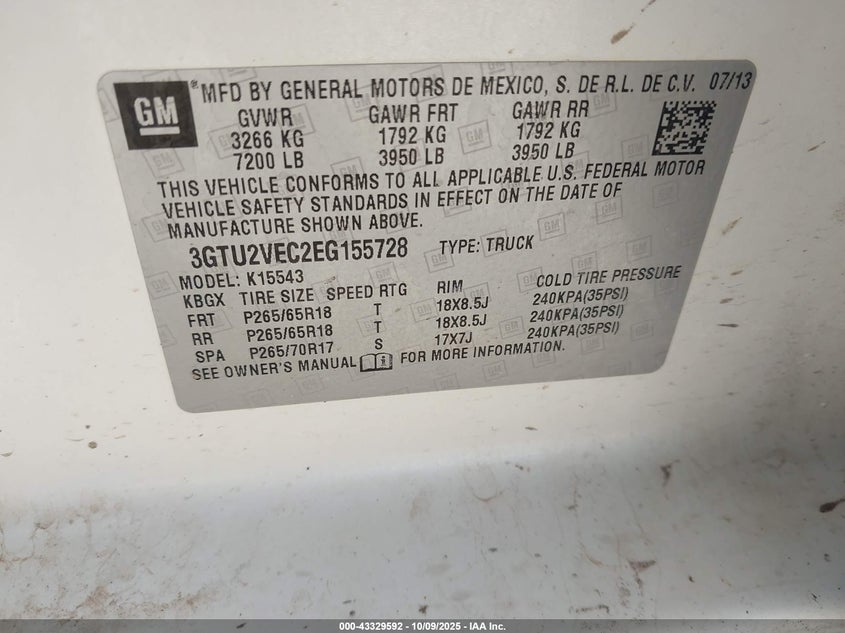 GM
®MFD BY GENERAL MOTORS DE MEXICO, S. DE R.L. DE C.V. 07/13
GVWR GAWR FRT GAWR RR
3266 KG 1792 KG 1792 KG
7200 LB 3950 LB 3950 LB
THIS VEHICLE CONFORMS TO ALL APPLICABLE U.S. FEDERAL MOTOR
VEHICLE SAFETY STANDARDS IN EFFECT ON THE DATE OF
MANUFACTURE SHOWN ABOVE.
3GTU2VEC2EG155728 TYPE: TRUCK
MODEL: K15543
KBGX TIRE SIZE SPEED RTG RIM COLD TIRE PRESSURE
FRT P265/65R18 T 18X8.5J 240KPA(35PSI)
RR P265/65R18 T 18X8.5J 240KPA(35PSI)
SPA P265/70R17 S 17X7J 240KPA(35PSI)
SEE OWNER'S MANUAL FOR MORE INFORMATION.
000-43329592 - 10/09/2025 - IAA Inc.